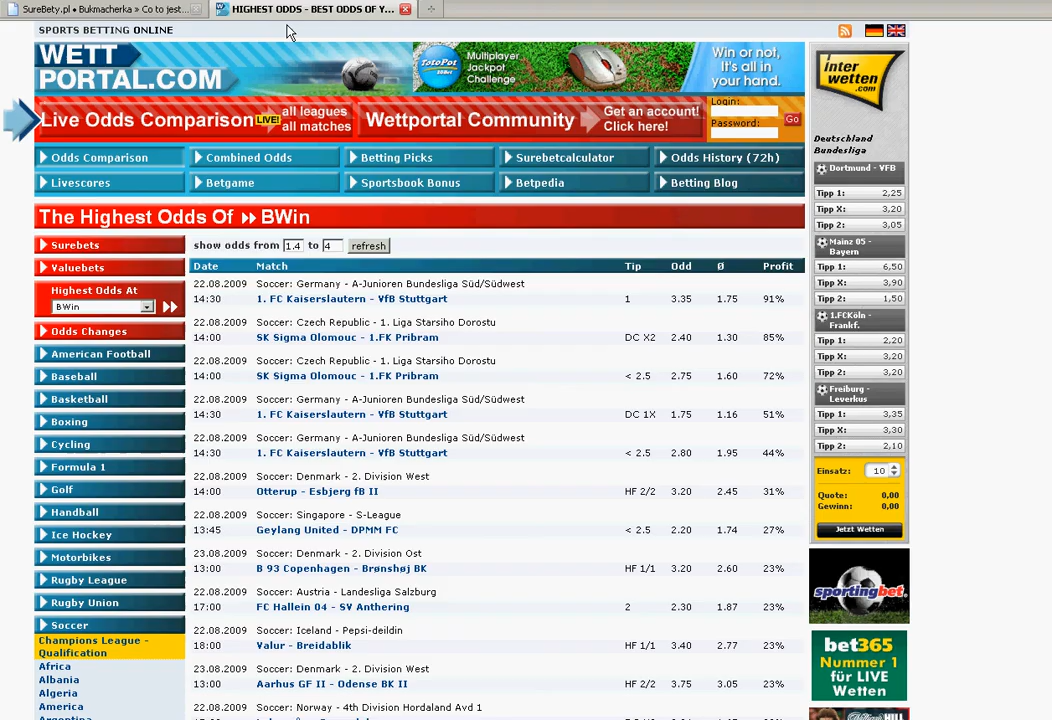 SureBety.pl • Bukmacherka » Co to jest...
HIGHEST ODDS - BEST ODDS OF Y...
SPORTS BETTING ONLINE
WETT
PORTAL.COM
TotoPot
Multiplayer
Jackpot
Challenge
Win or not,
It's all in
your hand.
Live Odds Comparison LIVE! all leagues
all matches
Wettportal Community Get an account!
Click here!
Login:
Password:
Go
Odds Comparison Combined Odds Betting Picks Surebetcalculator Odds History (72h)
Livescores Betgame Sportsbook Bonus Betpedia Betting Blog
The Highest Odds Of BWin
Surebets
Valuebets
Highest Odds At
BWin
Odds Changes
American Football
Baseball
Basketball
Boxing
Cycling
Formula 1
Golf
Handball
Ice Hockey
Motorbikes
Rugby League
Rugby Union
Soccer
Champions League -
Qualification
Africa
Albania
Algeria
America
Argentina
show odds from 1.4 to 4 refresh
Date Match Tip Odd Ø Profit
22.08.2009 Soccer: Germany - A-Junioren Bundesliga Süd/Südwest
14:30 1. FC Kaiserslautern - VfB Stuttgart 1 3.35 1.75 91%
22.08.2009 Soccer: Czech Republic - 1. Liga Starsiho Dorostu
14:00 SK Sigma Olomouc - 1.FK Pribram DC X2 2.40 1.30 85%
22.08.2009 Soccer: Czech Republic - 1. Liga Starsiho Dorostu
14:00 SK Sigma Olomouc - 1.FK Pribram < 2.5 2.75 1.60 72%
22.08.2009 Soccer: Germany - A-Junioren Bundesliga Süd/Südwest
14:30 1. FC Kaiserslautern - VfB Stuttgart DC 1X 1.75 1.16 51%
22.08.2009 Soccer: Germany - A-Junioren Bundesliga Süd/Südwest
14:30 1. FC Kaiserslautern - VfB Stuttgart < 2.5 2.80 1.95 44%
22.08.2009 Soccer: Denmark - 2. Division West
14:00 Otterup - Esbjerg fB II HF 2/2 3.20 2.45 31%
22.08.2009 Soccer: Singapore - S-League
13:45 Geylang United - DPMM FC < 2.5 2.20 1.74 27%
23.08.2009 Soccer: Denmark - 2. Division Ost
13:00 B 93 Copenhagen - Brønshøj BK HF 1/1 3.20 2.60 23%
22.08.2009 Soccer: Austria - Landesliga Salzburg
17:00 FC Hallein 04 - SV Anthering 2 2.30 1.87 23%
22.08.2009 Soccer: Iceland - Pepsi-deildin
18:00 Valur - Breidablik HF 1/1 3.40 2.77 23%
23.08.2009 Soccer: Denmark - 2. Division West
13:00 Aarhus GF II - Odense BK II HF 2/2 3.75 3.05 23%
22.08.2009 Soccer: Norway - 4th Division Hordaland Avd 1
inter
wetten
.com
Deutschland
Bundesliga
Dortmund - VFB
Tipp 1: 2,25
Tipp X: 3,20
Tipp 2: 3,05
Mainz 05 -
Bayern
Tipp 1: 6,50
Tipp X: 3,90
Tipp 2: 1,50
1.FCKöln -
Frankf.
Tipp 1: 2,20
Tipp X: 3,20
Tipp 2: 3,20
Freiburg -
Leverkus
Tipp 1: 3,35
Tipp X: 3,30
Tipp 2: 2,10
Einsatz: 10
Quote: 0,00
Gewinn: 0,00
Jetzt Wetten
sportingbet
bet365
Nummer 1
für LIVE
Wetten